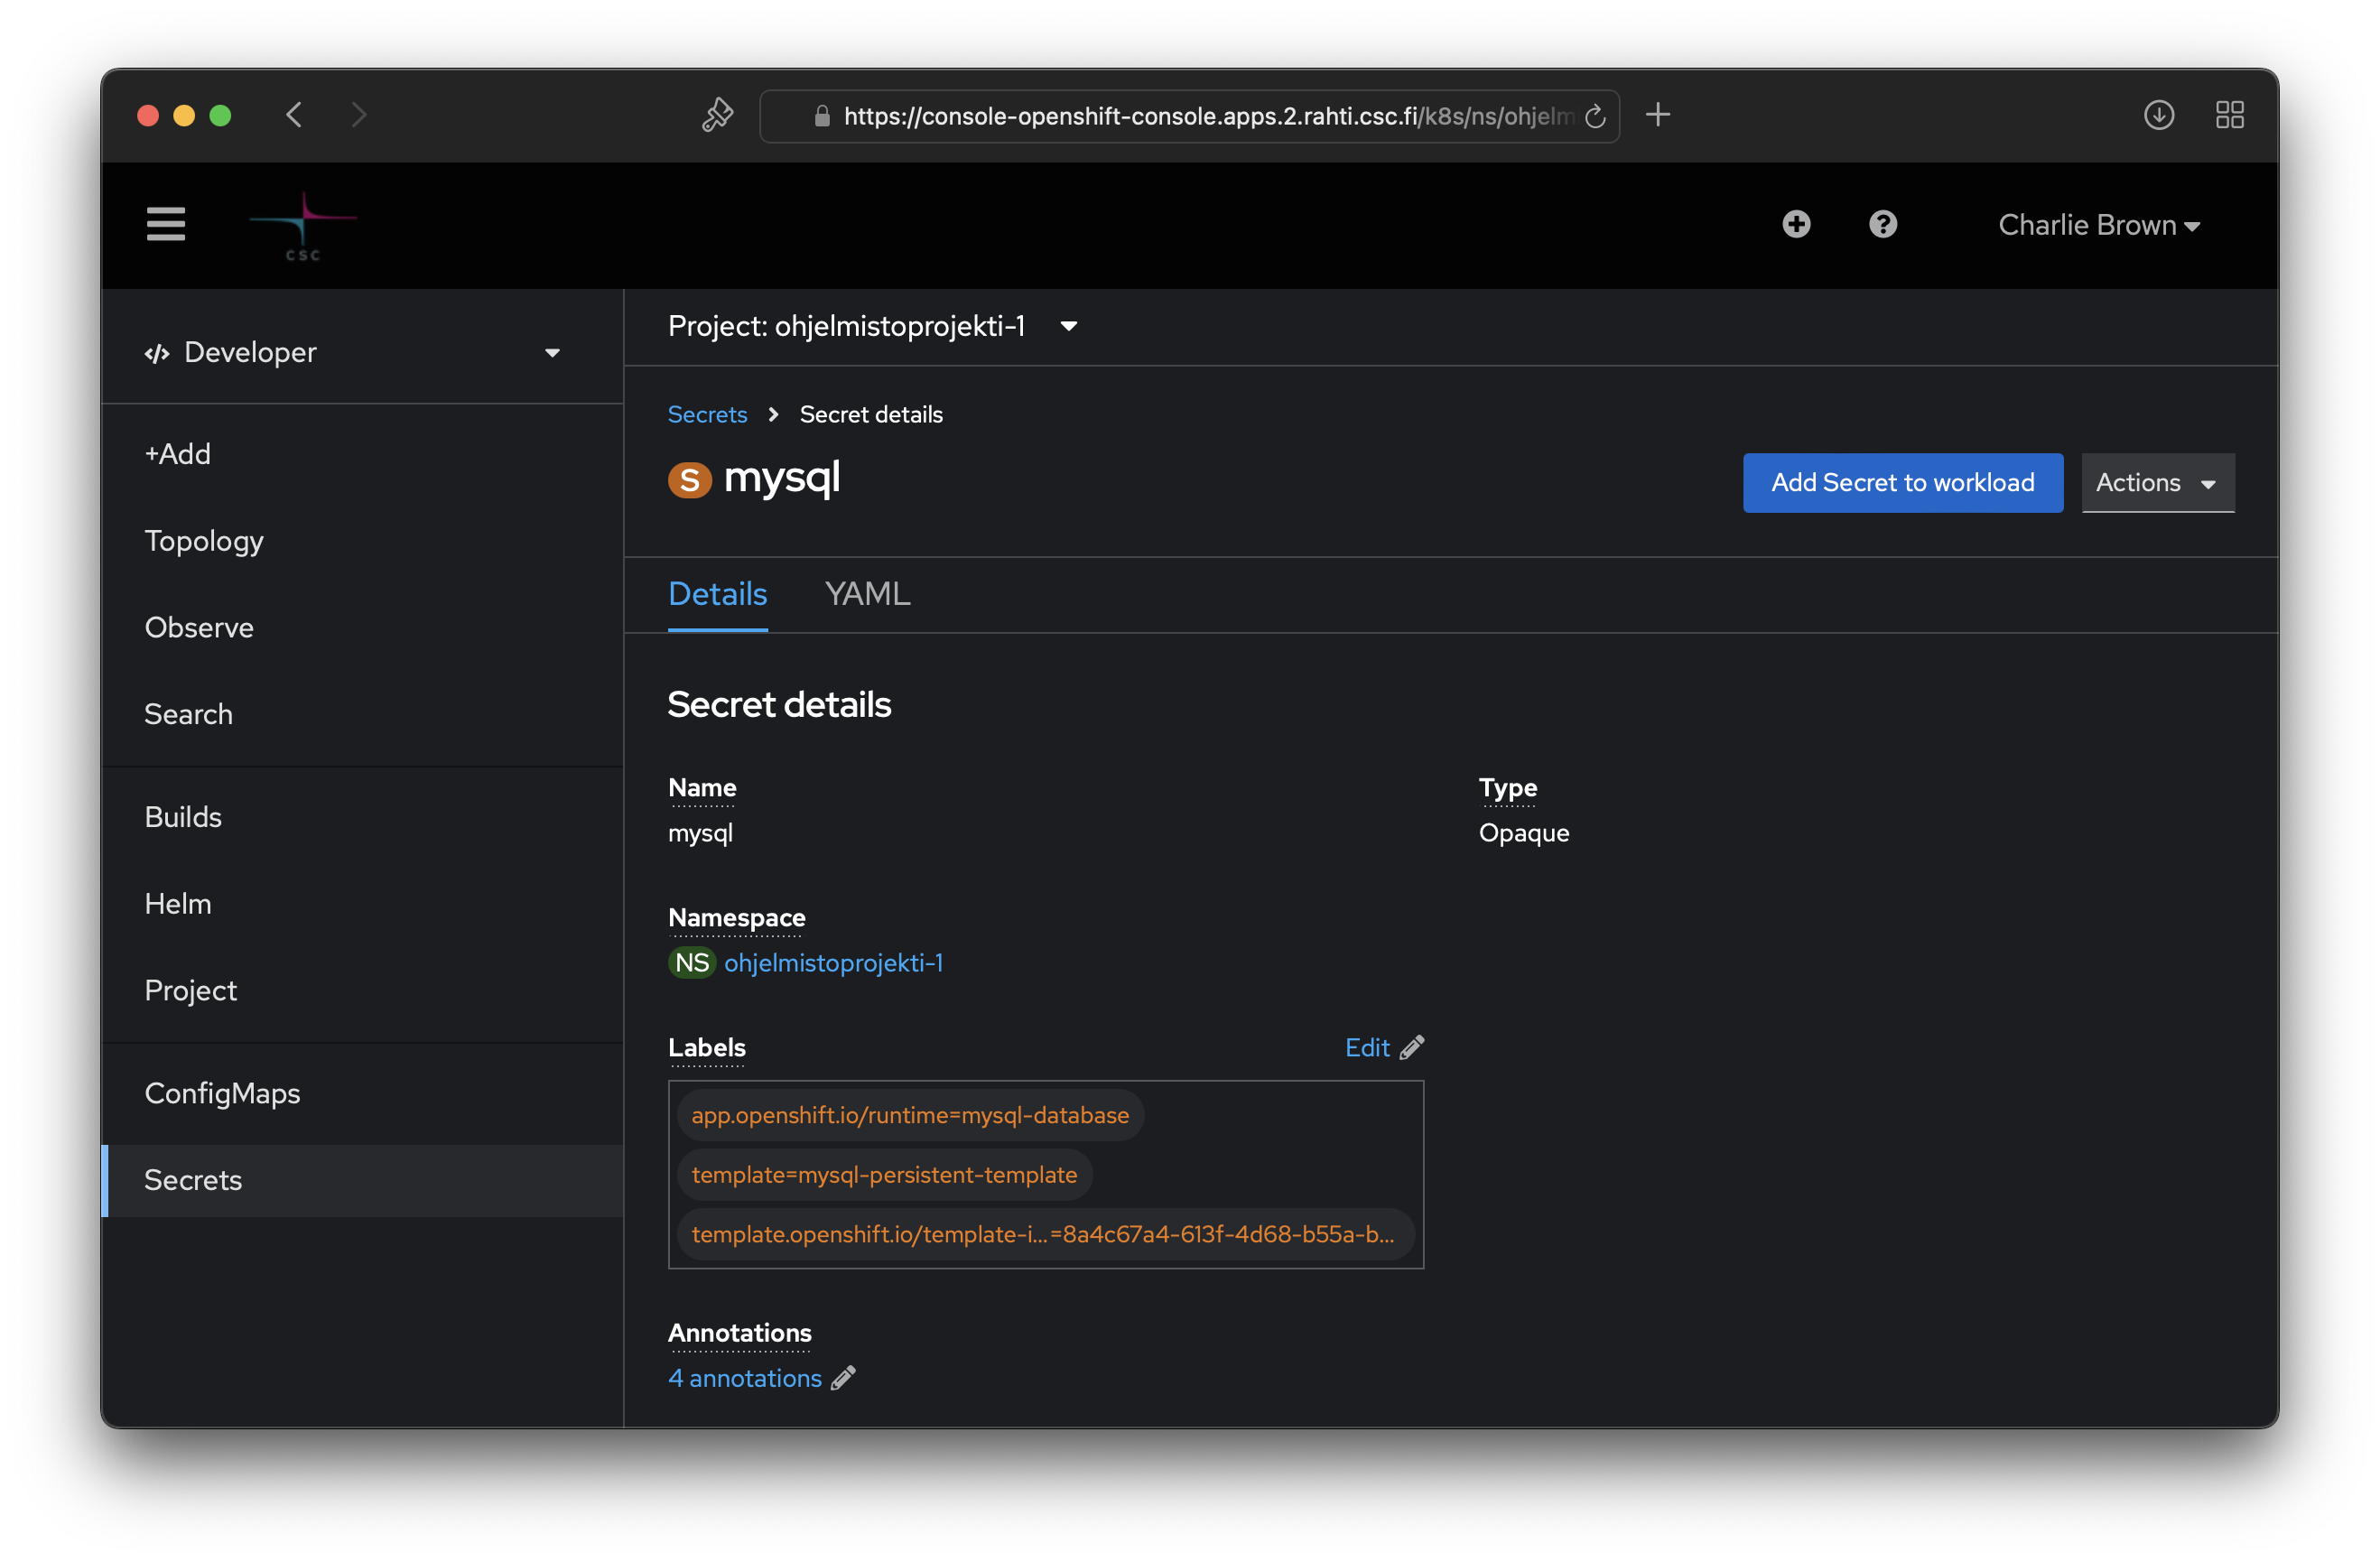 https://console-openshift-console.apps.2.rahti.csc.fi/k8s/ns/ohjelm
CSC
Charlie Brown
Developer
+Add
Topology
Observe
Search
Builds
Helm
Project
ConfigMaps
Secrets
Project: ohjelmistoprojekti-1
Secrets > Secret details
S mysql
Add Secret to workload
Actions
Details
YAML
Secret details
Name
mysql
Type
Opaque
Namespace
NS ohjelmistoprojekti-1
Labels
Edit
app.openshift.io/runtime=mysql-database
template=mysql-persistent-template
template.openshift.io/template-i...=8a4c67a4-613f-4d68-b55a-b...
Annotations
4 annotations